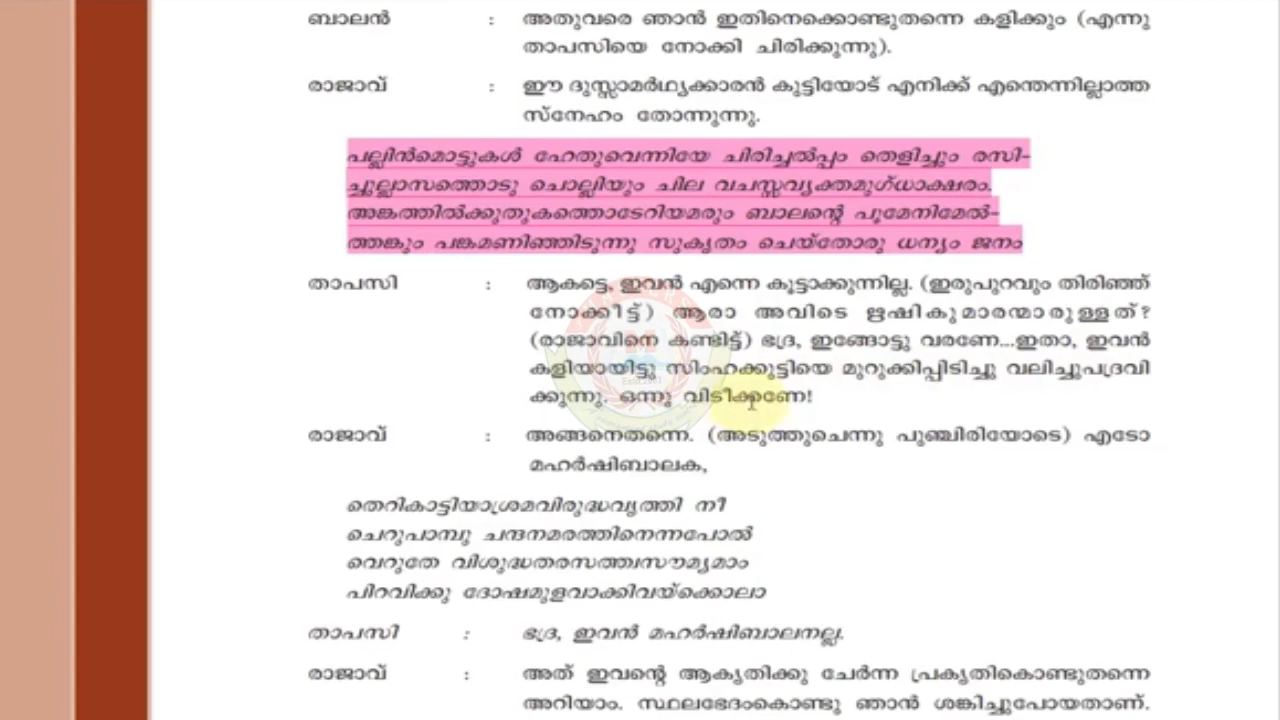 ബാലൻ : അതുവരെ ഞാൻ ഇതിനെക്കൊണ്ടുതന്നെ കളിക്കും (എന്നു
താപസിയെ നോക്കി ചിരിക്കുന്നു).
രാജാവ് : ഈ ദുസ്സാമർഥ്യക്കാരൻ കുട്ടിയോട് എനിക്ക് എന്തെന്നില്ലാത്ത
സ്നേഹം തോന്നുന്നു.
പല്ലിൻമൊട്ടുകൾ ഹേതുവെന്നിയേ ചിരിച്ചൽപ്പം തെളിച്ചും രസി-
ച്ചുല്ലാസത്തൊടു ചൊല്ലിയും ചില വചസ്സവ്യക്തമുഗ്ധാക്ഷരം.
അങ്കത്തിൽക്കുതുകത്തൊടേറിയമരും ബാലന്റെ പൂമേനിമേൽ-
ത്തങ്കും പങ്കമണിഞ്ഞിടുന്നു സുകൃതം ചെയ്തോരു ധന്യം ജനം
താപസി : ആകട്ടെ, ഇവൻ എന്നെ കൂട്ടാക്കുന്നില്ല. (ഇരുപുറവും തിരിഞ്ഞ്
നോക്കീട്ട്) ആരാ അവിടെ ഋഷികുമാരന്മാരുള്ളത്?
(രാജാവിനെ കണ്ടിട്ട്) ഭദ്ര, ഇങ്ങോട്ടു വരണേ...ഇതാ, ഇവൻ
കളിയായിട്ടു സിംഹക്കുട്ടിയെ മുറുക്കിപ്പിടിച്ചു വലിച്ചുപദ്രവി
ക്കുന്നു. ഒന്നു വിടീക്കണേ!
രാജാവ് : അങ്ങനെതന്നെ. (അടുത്തുചെന്നു പുഞ്ചിരിയോടെ) എടോ
മഹർഷിബാലക,
തെറികാട്ടിയാശ്രമവിരുദ്ധവൃത്തി നീ
ചെറുപാമ്പു ചന്ദനമരത്തിനെന്നപോൽ
വെറുതേ വിശുദ്ധതരസത്ത്വസൗമ്യമാം
പിറവിക്കു ദോഷമുളവാക്കിവയ്ക്കൊലാ
താപസി : ഭദ്ര, ഇവൻ മഹർഷിബാലനല്ല.
രാജാവ് : അത് ഇവന്റെ ആകൃതിക്കു ചേർന്ന പ്രകൃതികൊണ്ടുതന്നെ
അറിയാം. സ്ഥലഭേദംകൊണ്ടു ഞാൻ ശങ്കിച്ചുപോയതാണ്.